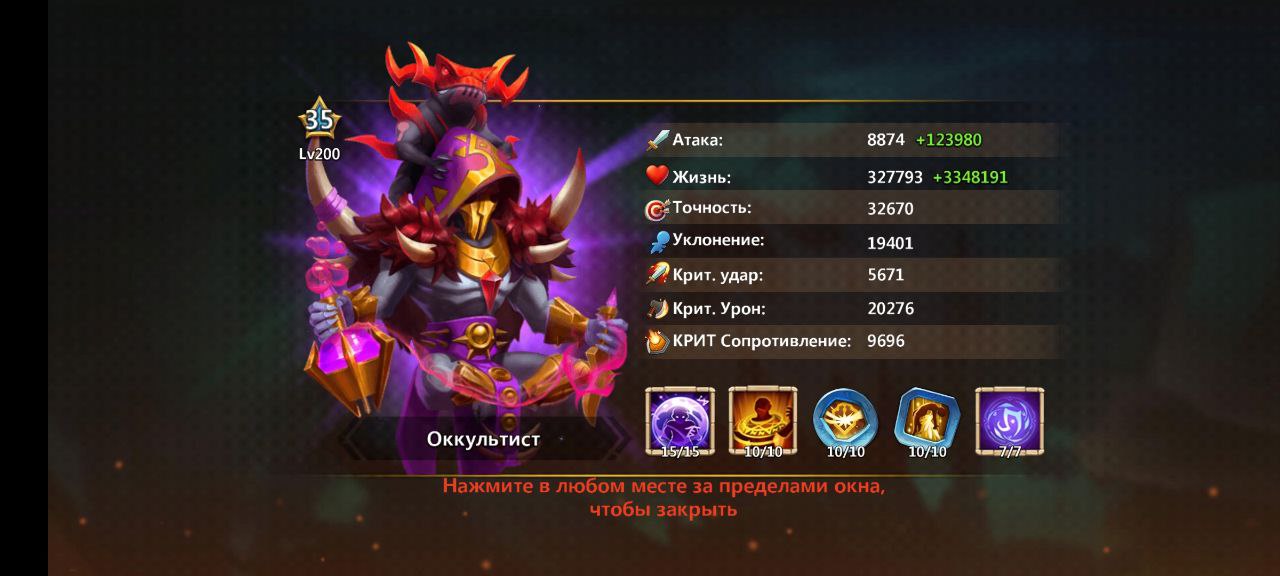 35
Lv200
Атака: 8874 +123980
Жизнь: 327793 +3348191
Точность: 32670
Уклонение: 19401
Крит. удар: 5671
Крит. Урон: 20276
КРИТ Сопротивление: 9696
15/15 10/10 10/10 10/10 7/7
Оккультист
Нажмите в любом месте за пределами окна,
чтобы закрыть